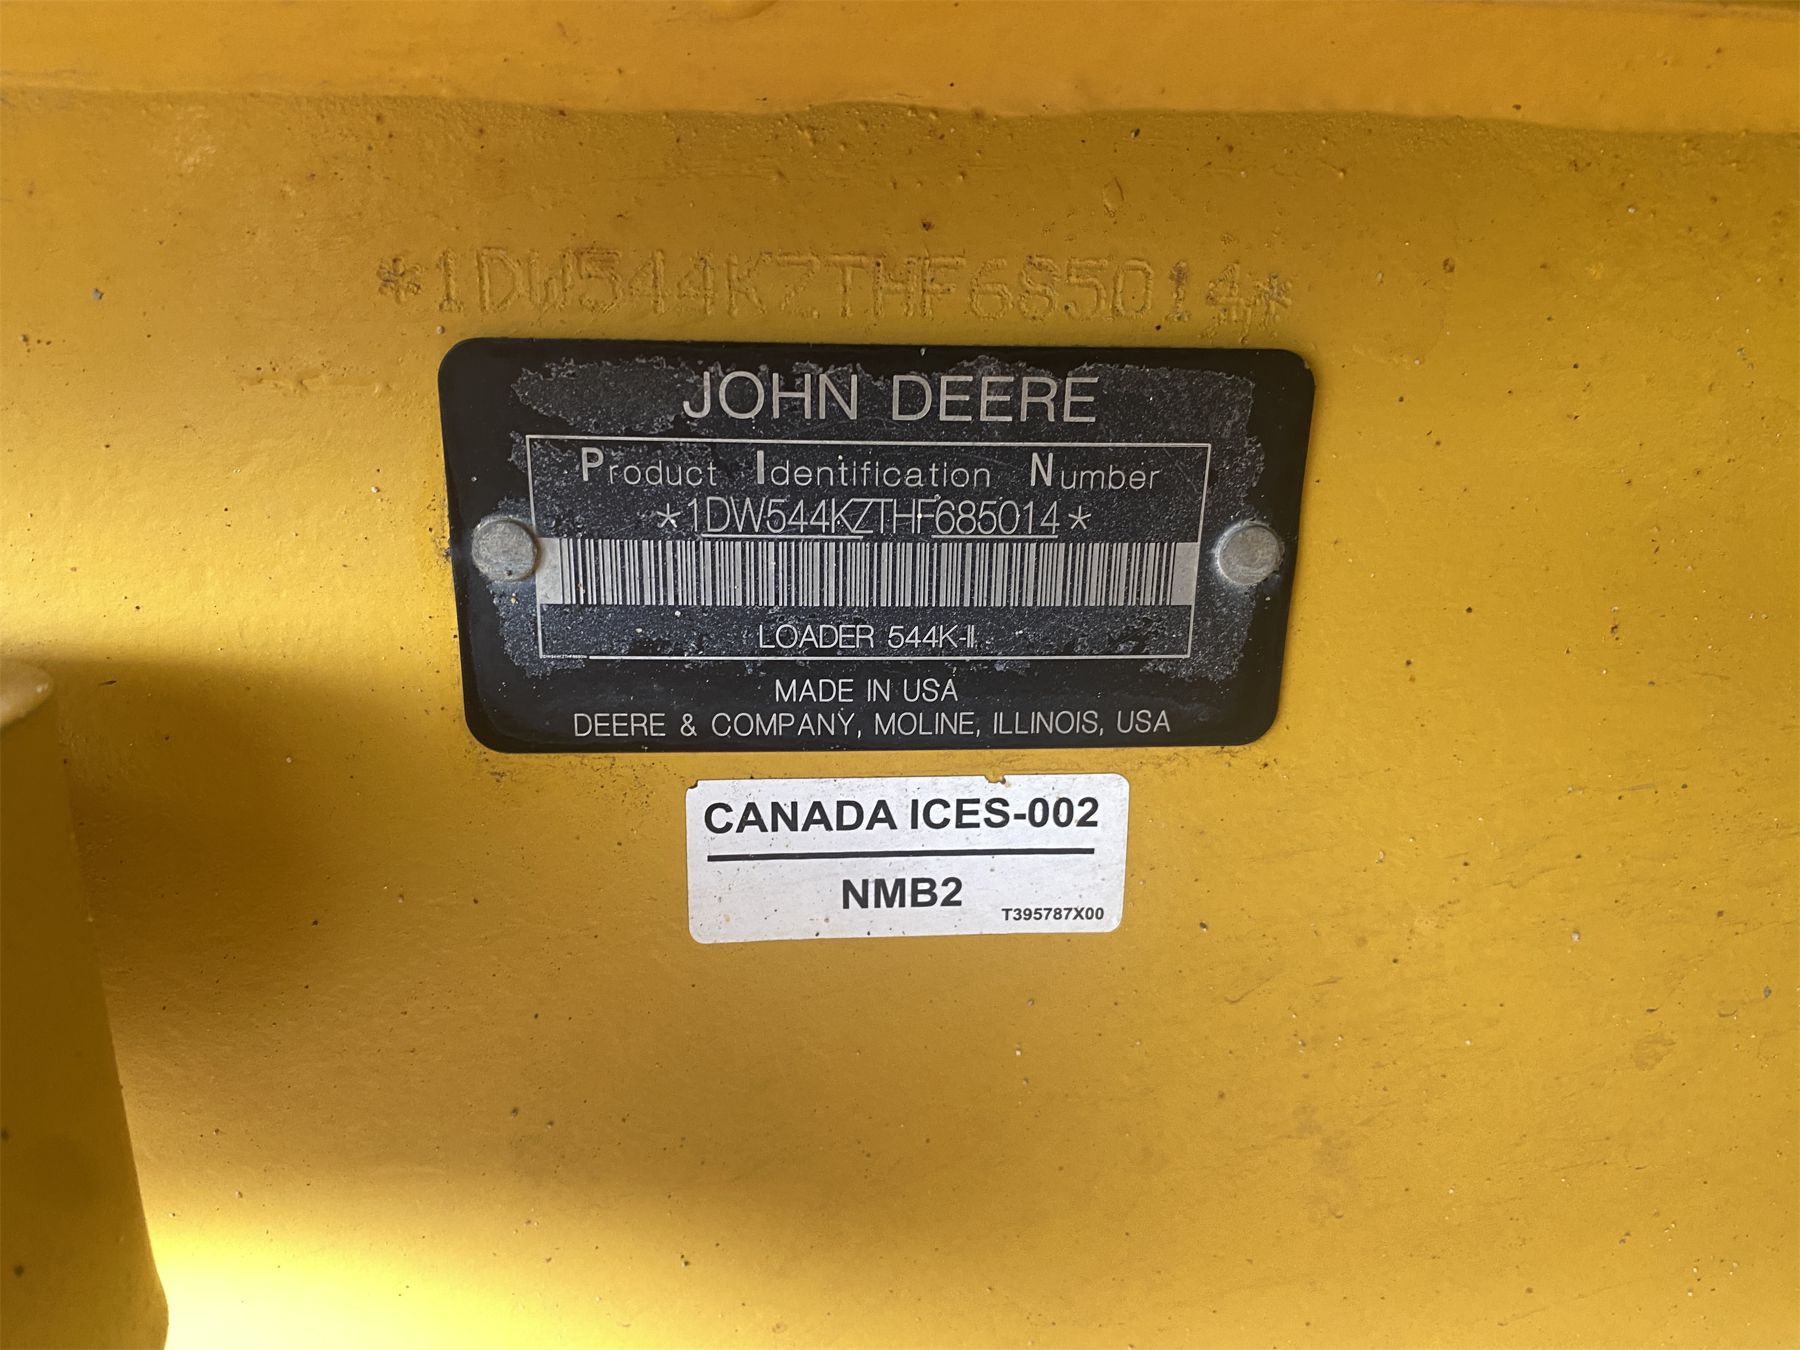 *1DW544KZTHF685014*
JOHN DEERE
Product Identification Number
*1DW544KZTHF685014*
LOADER 544K-II
MADE IN USA
DEERE & COMPANY, MOLINE, ILLINOIS, USA
CANADA ICES-002
NMB2
T395787X00